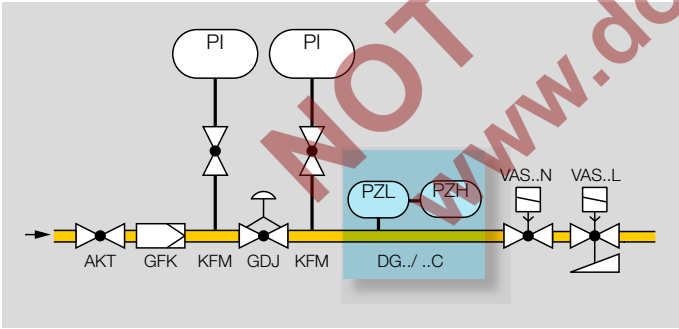 PI PI
NOT
www.do
PZL PZH
VAS..N VAS..L
AKT GFK KFM GDJ KFM DG../ ..C